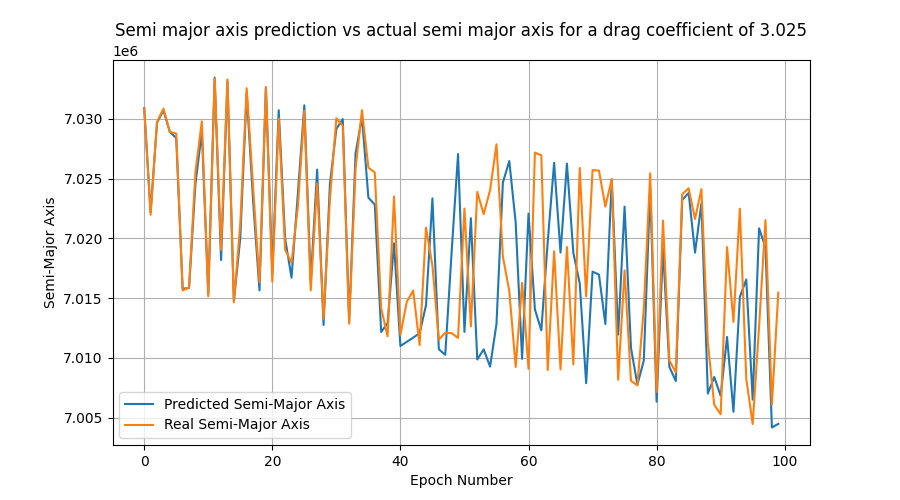 Semi major axis prediction vs actual semi major axis for a drag coefficient of 3.025
1e6
7.030
7.025
7.020
7.015
7.010
7.005
Semi-Major Axis
Predicted Semi-Major Axis
Real Semi-Major Axis
0 20 40 60 80 100
Epoch Number